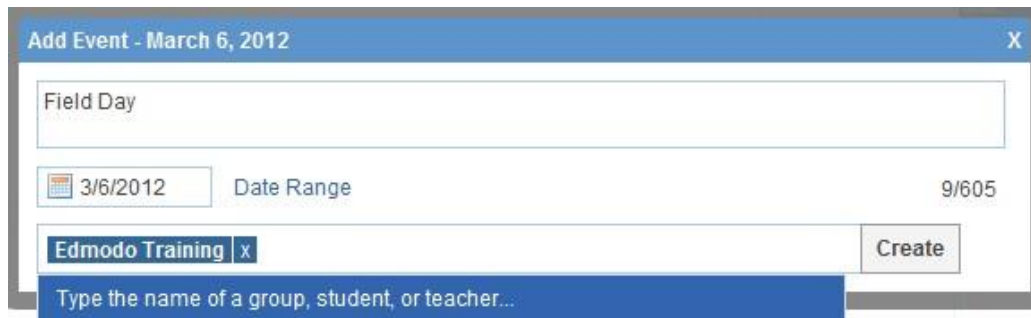 Add Event - March 6, 2012 X
Field Day
3/6/2012 Date Range 9/605
Edmodo Training x Create
Type the name of a group, student, or teacher...